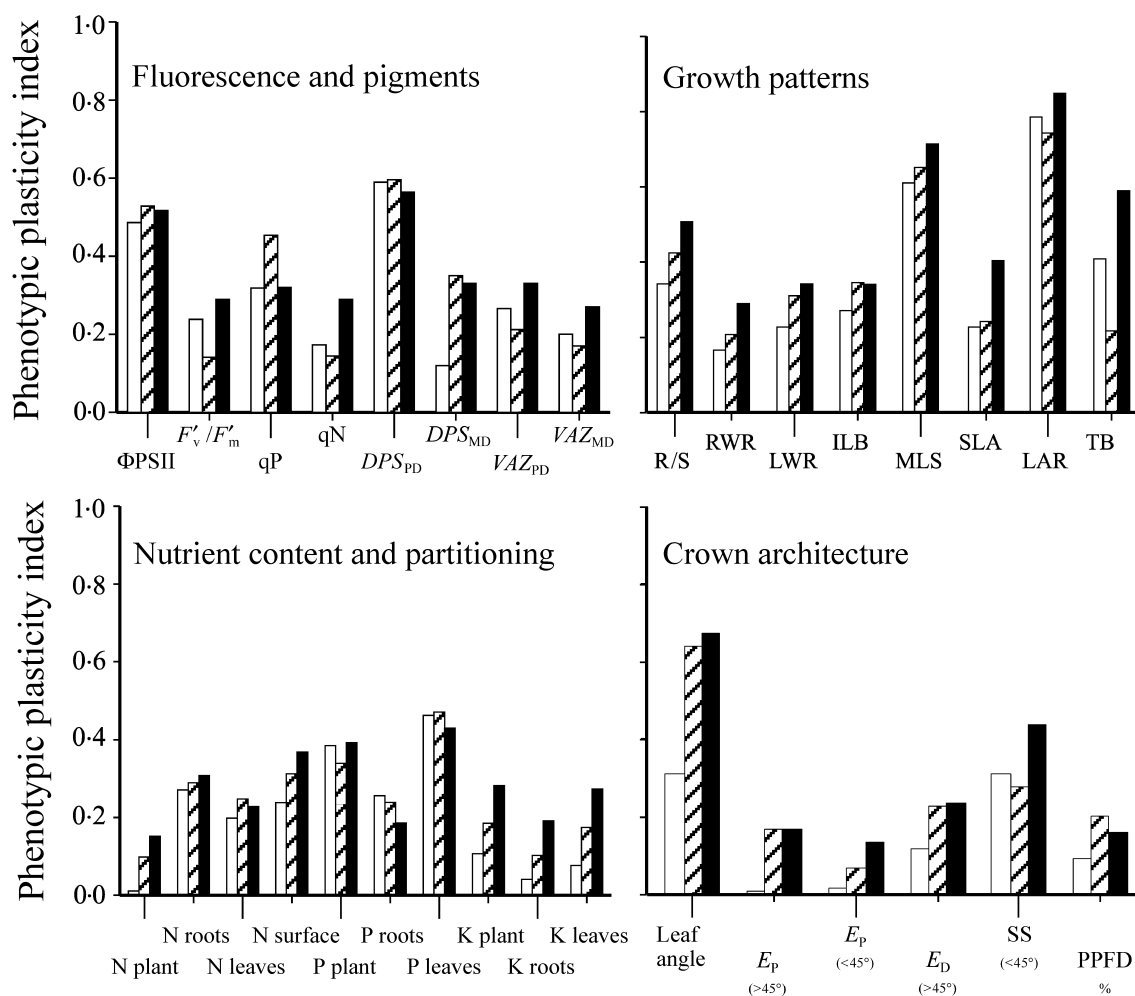 Phenotypic plasticity index
1·0
0·8
0·6
0·4
0·2
0·0
Fluorescence and pigments
ΦPSII
F′v /F′m
qP
qN
DPSPD
DPSMD
VAZPD
VAZMD
Growth patterns
R/S
RWR
LWR
ILB
MLS
SLA
LAR
TB
Phenotypic plasticity index
1·0
0·8
0·6
0·4
0·2
0·0
Nutrient content and partitioning
N roots N surface P roots K plant K leaves
N plant N leaves P plant P leaves K roots
Crown architecture
Leaf
angle
EP
(>45°)
EP
(<45°)
ED
(>45°)
SS
(<45°)
PPFD
%